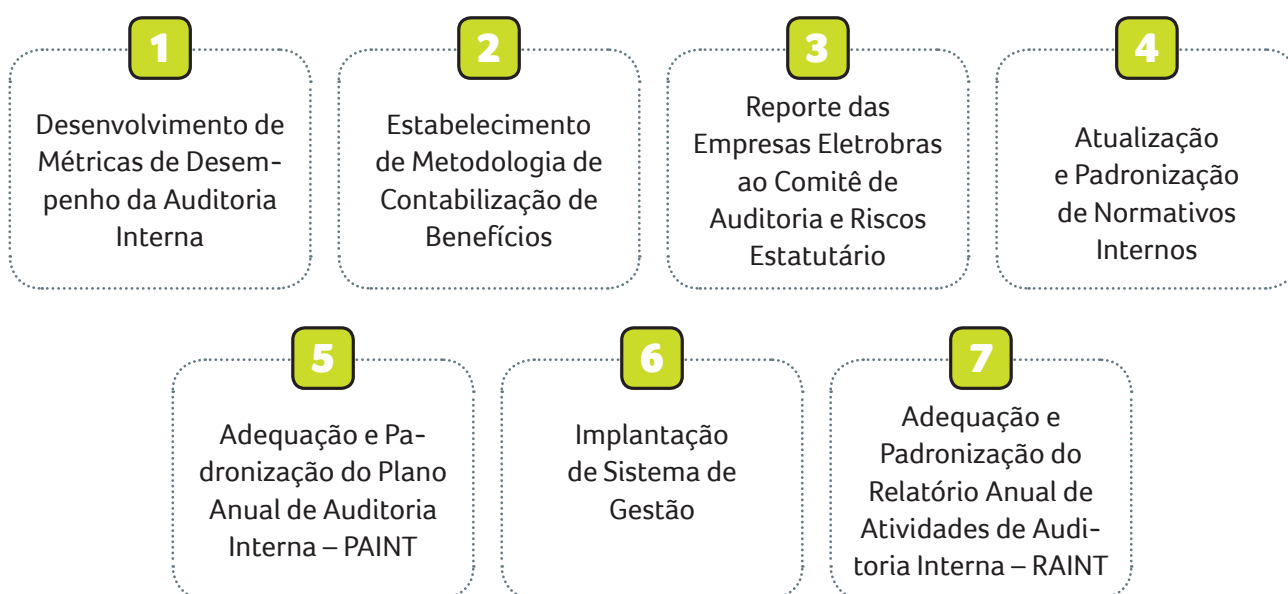 1
Desenvolvimento de
Métricas de Desem-
penho da Auditoria
Interna
2
Estabelecimento
de Metodologia de
Contabilização de
Benefícios
3
Reporte das
Empresas Eletrobras
ao Comitê de
Auditoria e Riscos
Estatutário
4
Atualização
e Padronização
de Normativos
Internos
5
Adequação e Pa-
dronização do Plano
Anual de Auditoria
Interna – PAINT
6
Implantação
de Sistema de
Gestão
7
Adequação e
Padronização do
Relatório Anual de
Atividades de Audi-
toria Interna – RAINT